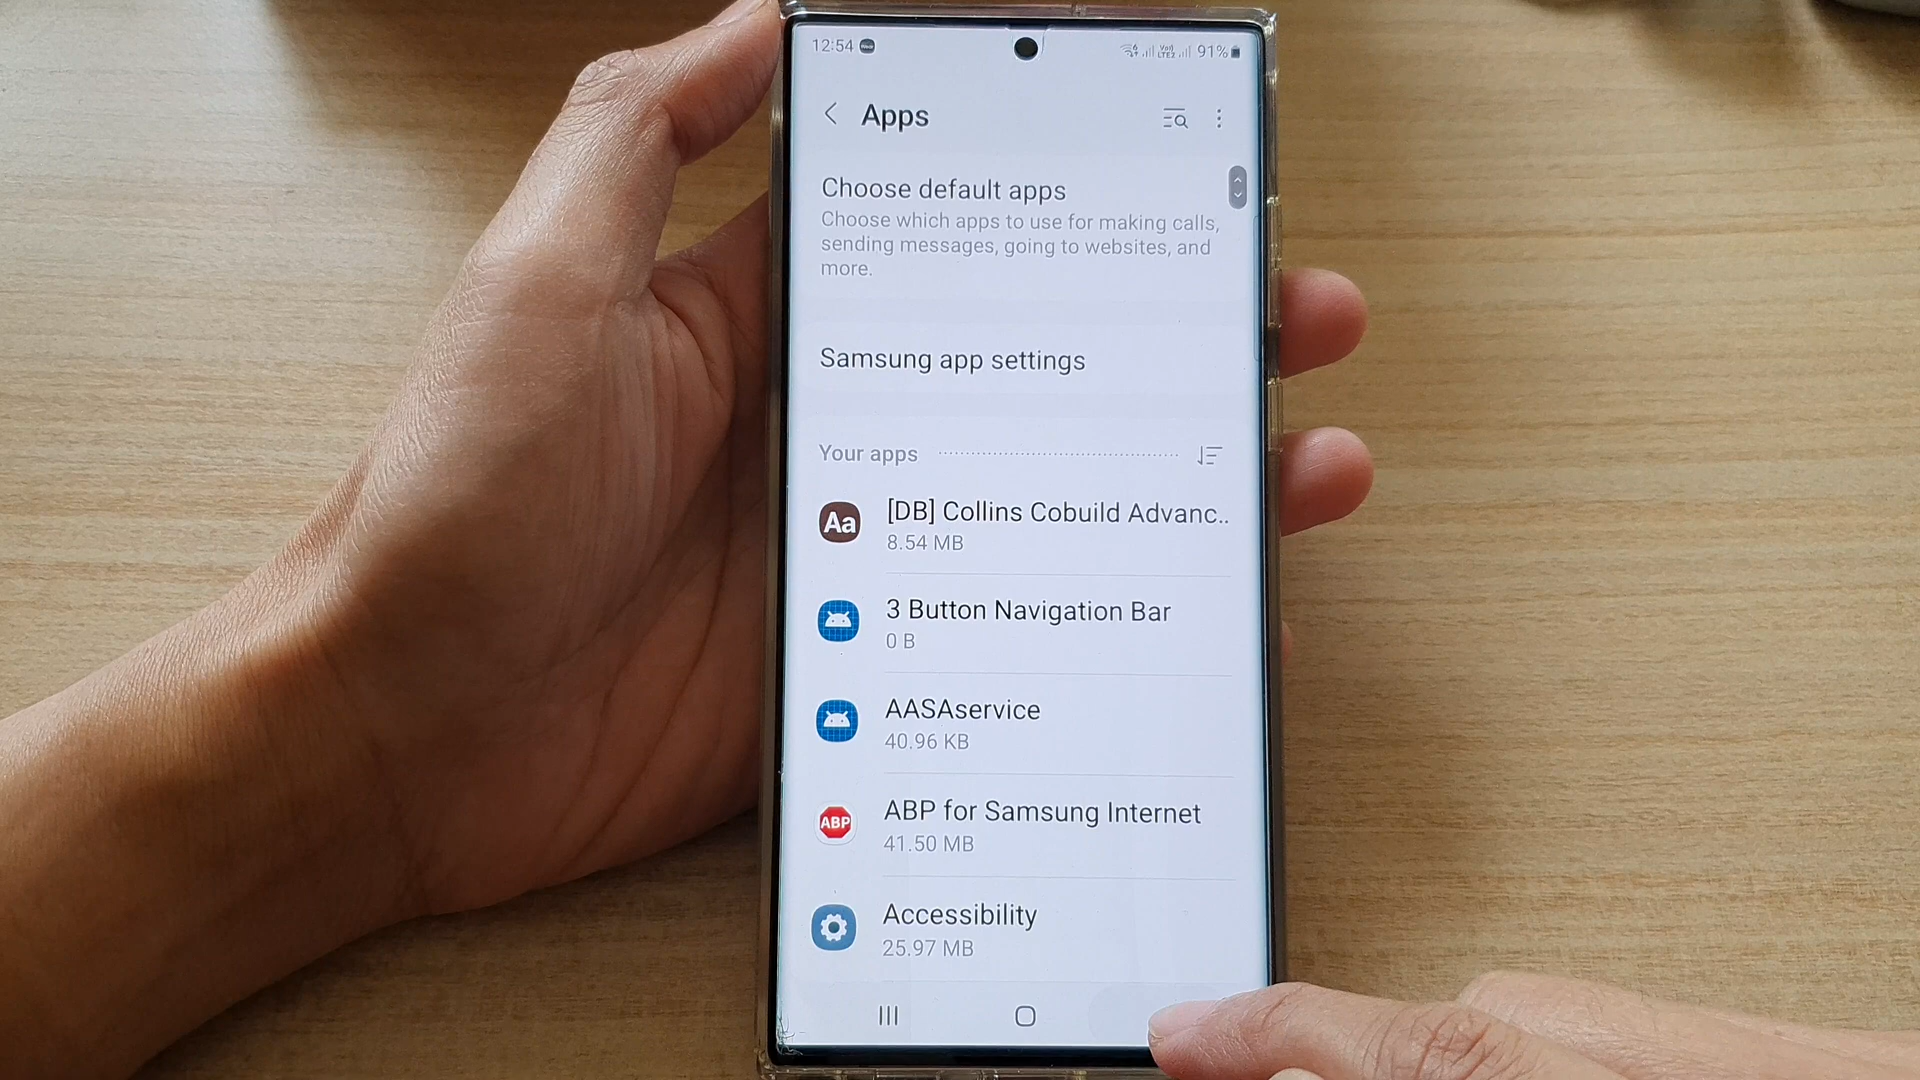 12:54
91%
Apps
Choose default apps
Choose which apps to use for making calls,
sending messages, going to websites, and
more.
Samsung app settings
Your apps
Aa
[DB] Collins Cobuild Advanc..
8.54 MB
3 Button Navigation Bar
0 B
AASAservice
40.96 KB
ABP
ABP for Samsung Internet
41.50 MB
Accessibility
25.97 MB